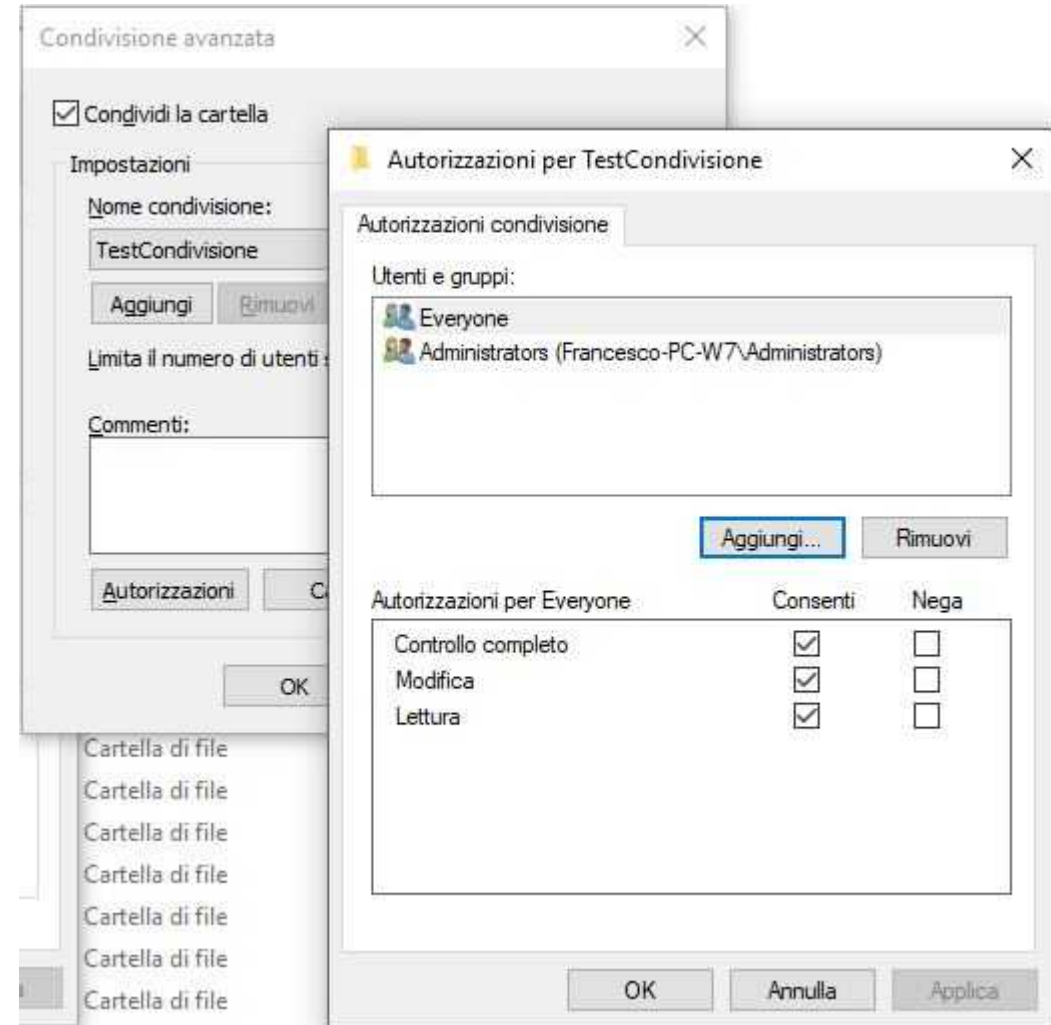 Condivisione avanzata
Condividi la cartella
Impostazioni
Nome condivisione:
TestCondivisione
Aggiungi Rimuovi
Limita il numero di utenti
Commenti:
Autorizzazioni
OK
Cartella di file
Cartella di file
Cartella di file
Cartella di file
Cartella di file
Cartella di file
Cartella di file
Autorizzazioni per TestCondivisione
Autorizzazioni condivisione
Utenti e gruppi:
Everyone
Administrators (Francesco-PC-W7\Administrators)
Aggiungi... Rimuovi
Autorizzazioni per Everyone Consenti Nega
Controllo completo
Modifica
Lettura
OK Annulla Applica